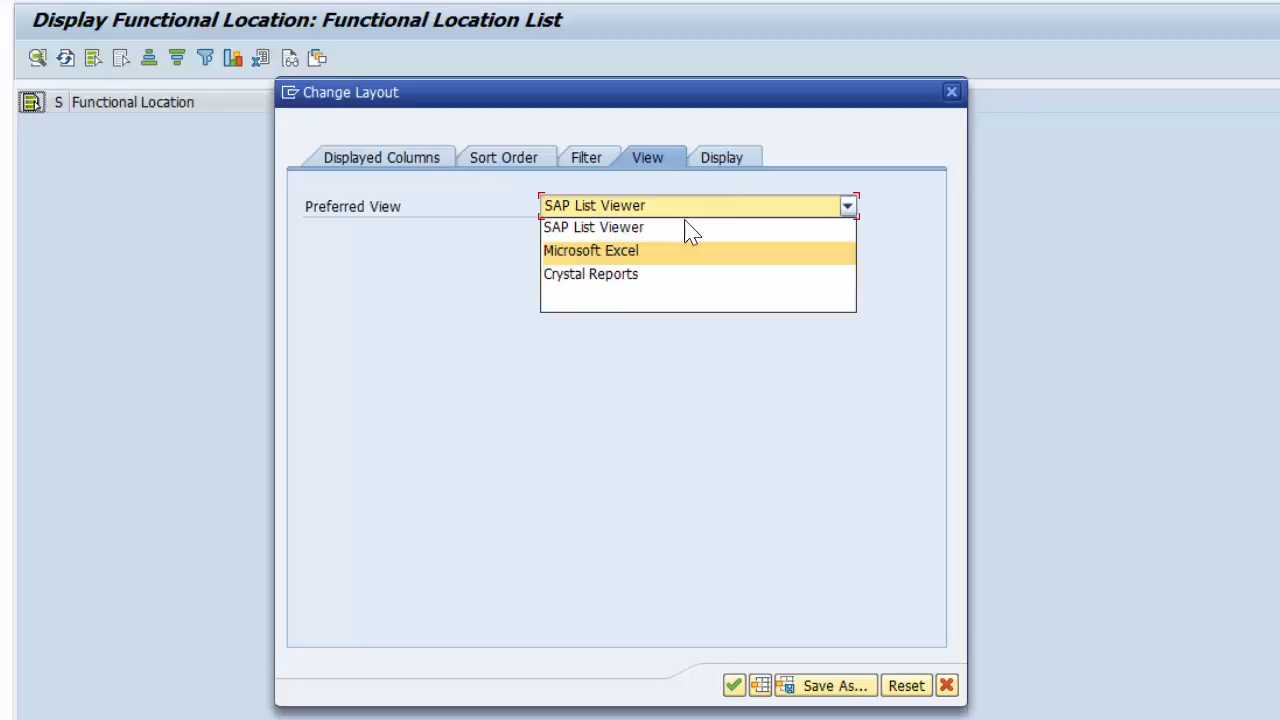 Display Functional Location: Functional Location List
S Functional Location
Change Layout
Displayed Columns Sort Order Filter View Display
Preferred View SAP List Viewer
SAP List Viewer
Microsoft Excel
Crystal Reports
Save As... Reset